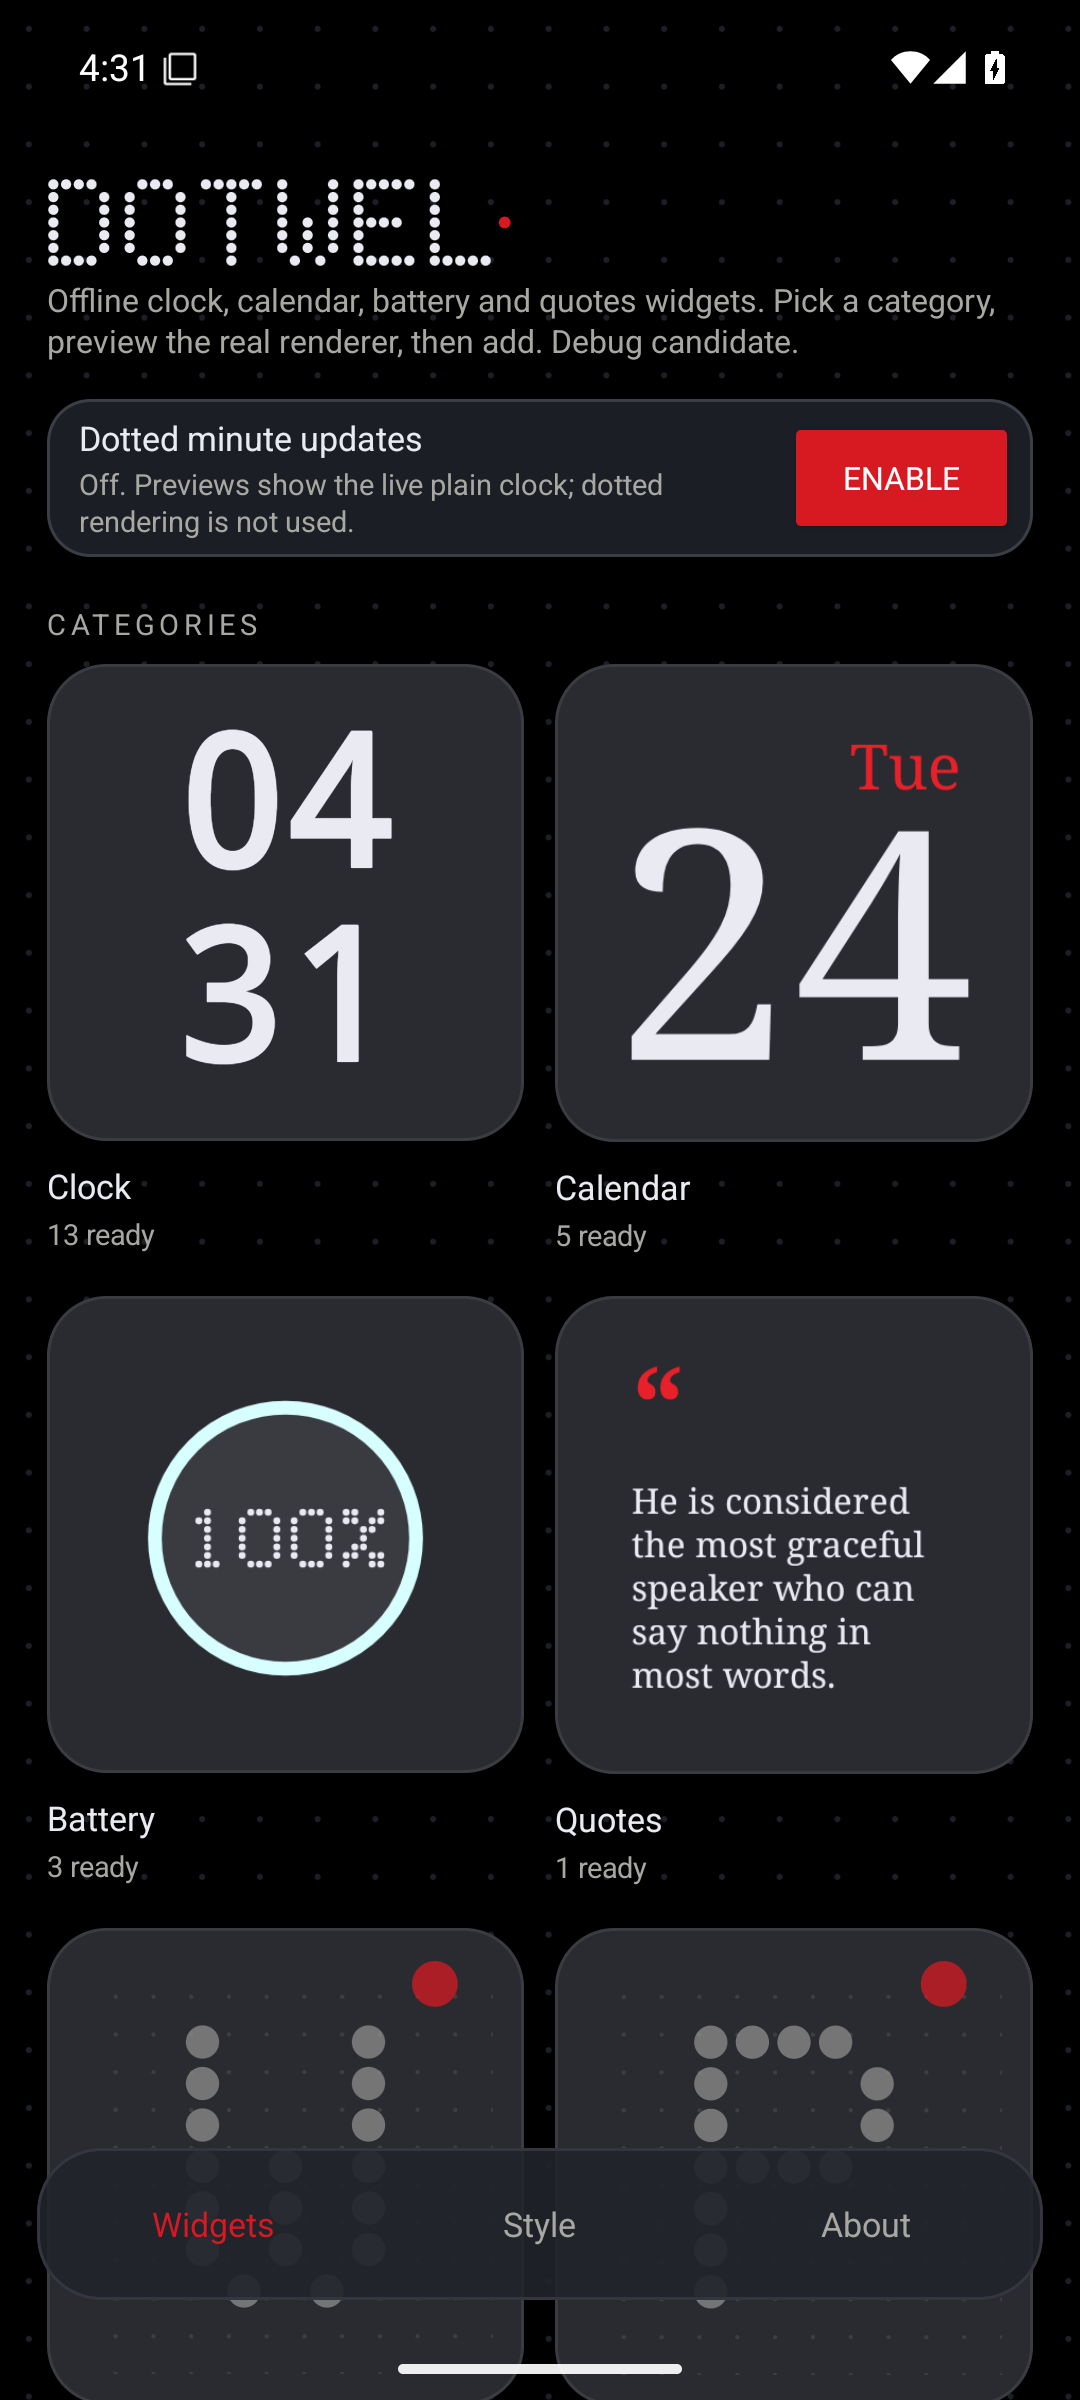 4:31
DOTWEL
Offline clock, calendar, battery and quotes widgets. Pick a category,
preview the real renderer, then add. Debug candidate.
Dotted minute updates
Off. Previews show the live plain clock; dotted
rendering is not used.
ENABLE
CATEGORIES
04
31
Clock
13 ready
Tue
24
Calendar
5 ready
100%
Battery
3 ready
“
He is considered
the most graceful
speaker who can
say nothing in
most words.
Quotes
1 ready
W
P
Widgets
Style
About